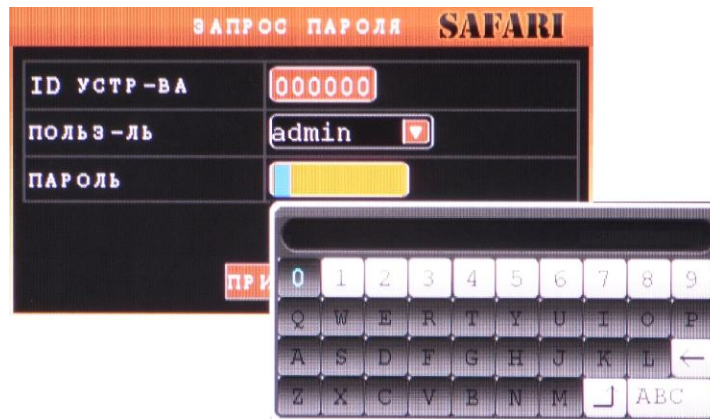 ЗАПРОС ПАРОЛЯ SAFARI
ID УСТР-ВА 000000
ПОЛЬЗ-ЛЬ admin
ПАРОЛЬ
ПРИ
0 1 2 3 4 5 6 7 8 9
Q W E R T Y U I O P
A S D F G H J K L ←
Z X C V B N M ABC